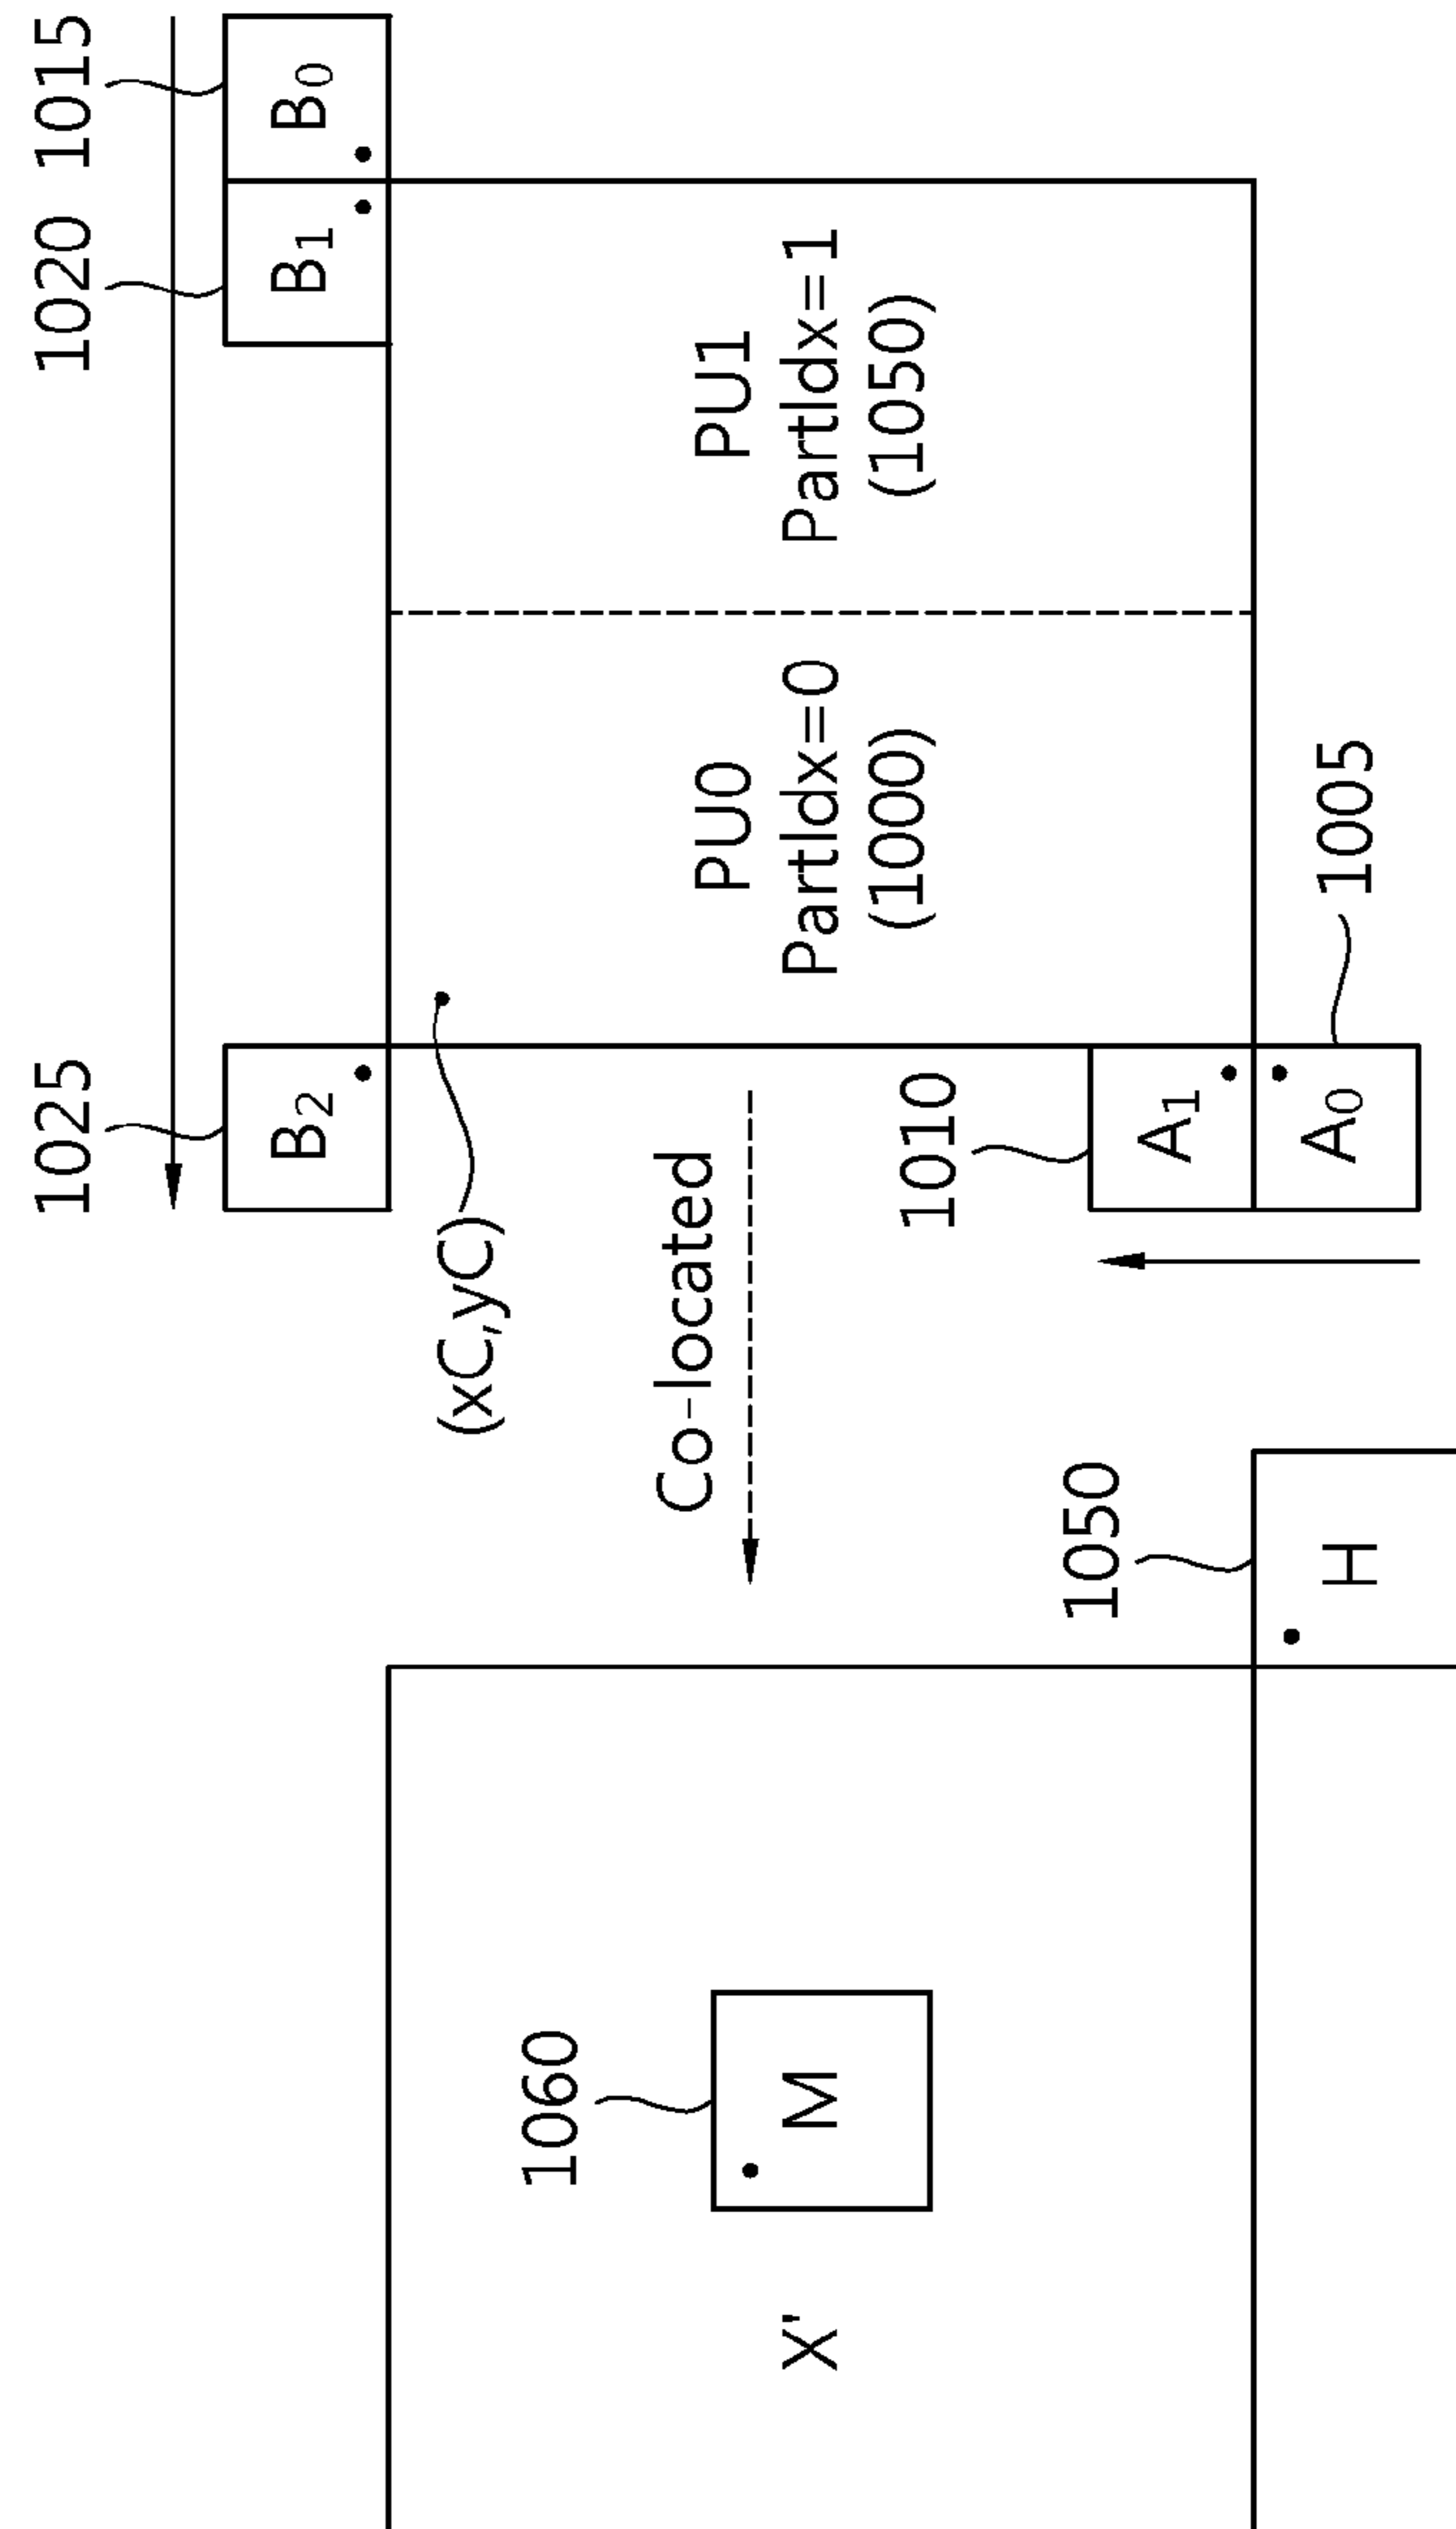 1025
1020
1015
B2
B1
B0
(xC,yC)
Co-located
PU0
PartIdx=0
(1000)
PU1
PartIdx=1
(1050)
1060
M
X'
1010
A1
A0
1005
1050
H